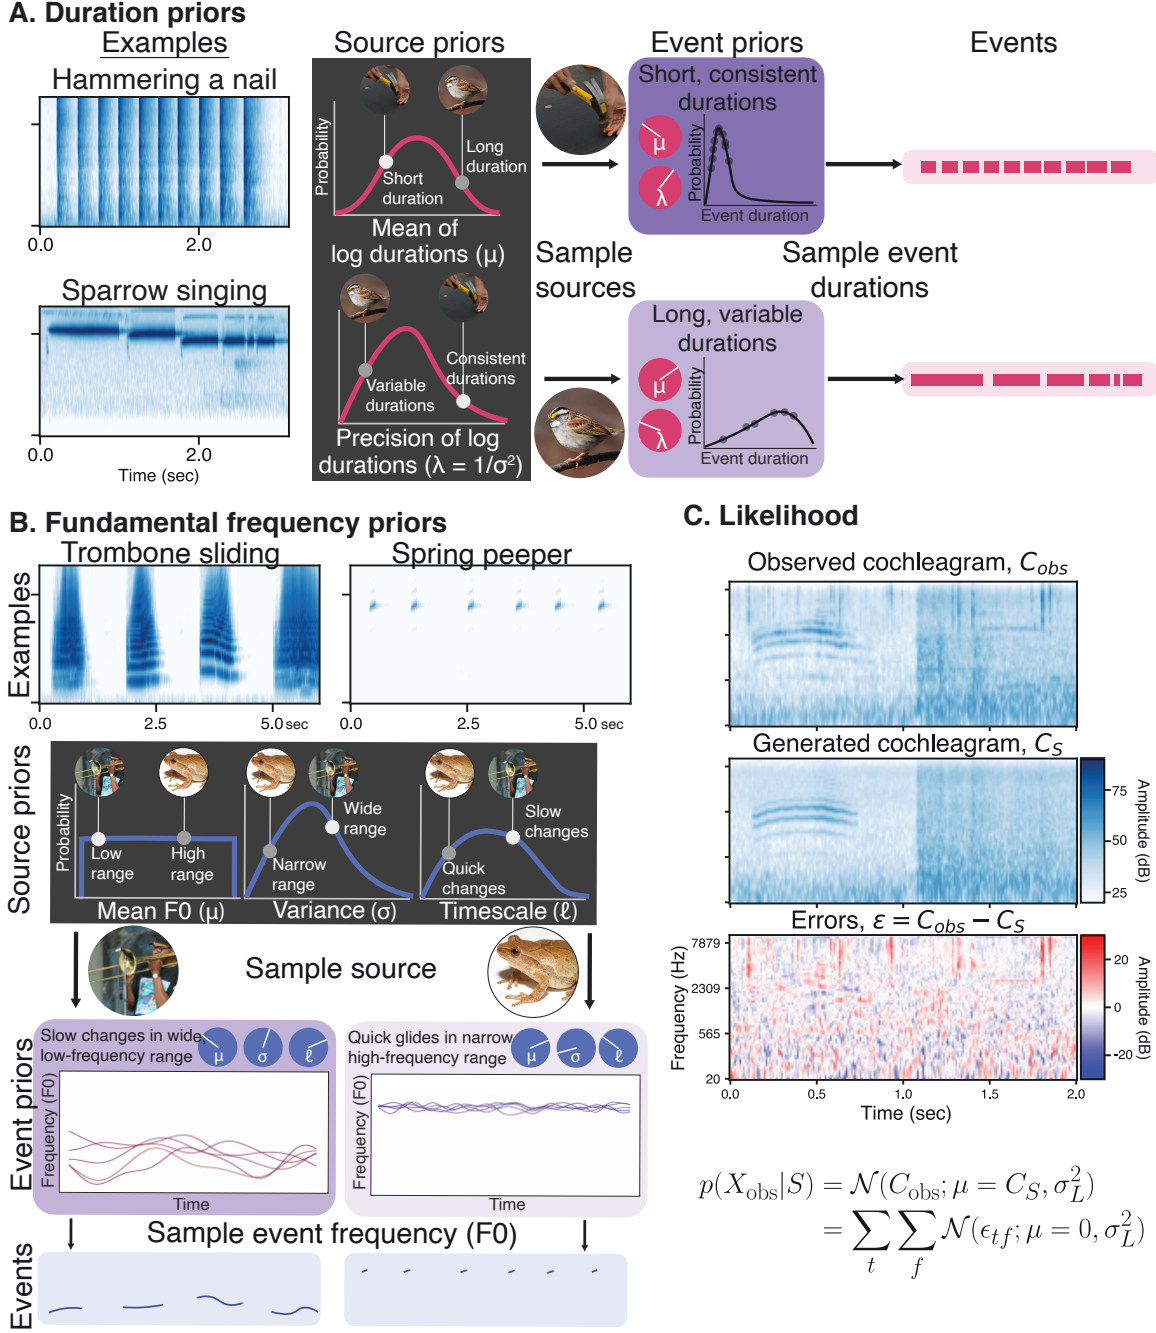 A. Duration priors
Examples
Source priors
Event priors
Events
Hammering a nail
0.0
2.0
Sparrow singing
0.0
2.0
Time (sec)
Probability
Short
duration
Long
duration
Mean of
log durations (μ)
Variable
durations
Consistent
durations
Precision of log
durations (λ = 1/σ²)
Sample
sources
Short, consistent
durations
μ
λ
Probability
Event duration
Sample event
durations
Long, variable
durations
μ
λ
Probability
Event duration
B. Fundamental frequency priors
Trombone sliding
Spring peeper
Examples
0.0
2.5
5.0 sec
0.0
2.5
5.0 sec
Source priors
Probability
Low
range
High
range
Mean F0 (μ)
Narrow
range
Wide
range
Variance (σ)
Quick
changes
Slow
changes
Timescale (ℓ)
Sample source
Event priors
Slow changes in wide,
low-frequency range
μ
σ
ℓ
Frequency (F0)
Time
Quick glides in narrow
high-frequency range
μ
σ
ℓ
Frequency (F0)
Time
Sample event frequency (F0)
Events
C. Likelihood
Observed cochleagram, C_obs
Generated cochleagram, C_S
75
50
25
Amplitude (dB)
Errors, ε = C_obs − C_S
Frequency (Hz)
7879
2309
565
20
0.0
0.5
1.0
1.5
2.0
Time (sec)
20
0
-20
Amplitude (dB)
p(X_obs|S) = N(C_obs; μ = C_S, σ_L²)
= ∑_t ∑_f N(ϵ_tf; μ = 0, σ_L²)